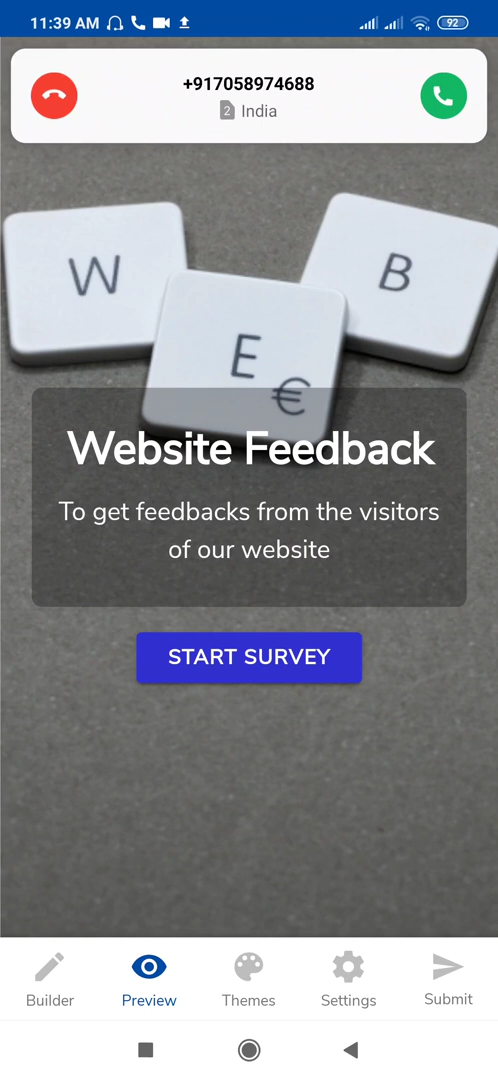 11:39 AM
92
+917058974688
2 India
W
E
€
B
Website Feedback
To get feedbacks from the visitors
of our website
START SURVEY
Builder
Preview
Themes
Settings
Submit